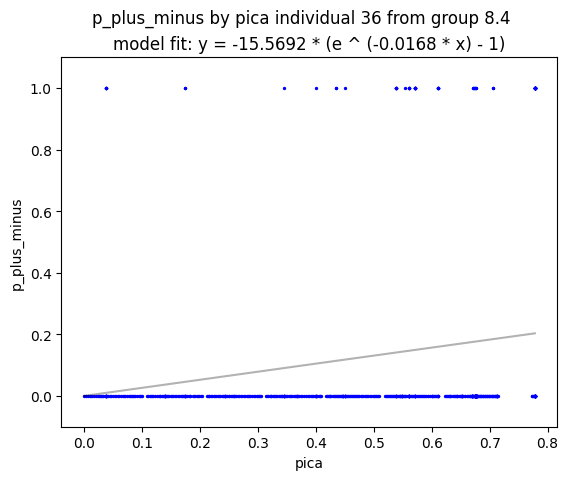 p_plus_minus by pica individual 36 from group 8.4
model fit: y = -15.5692 * (e ^ (-0.0168 * x) - 1)
1.0
0.8
0.6
0.4
0.2
0.0
p_plus_minus
0.0 0.1 0.2 0.3 0.4 0.5 0.6 0.7 0.8
pica